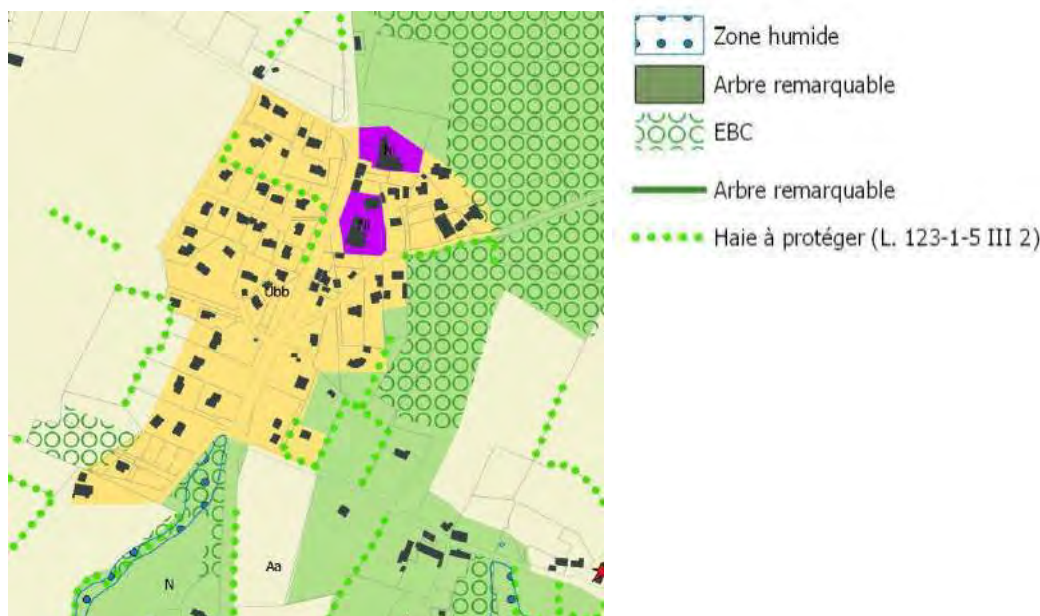 Zone humide
Arbre remarquable
EBC
Arbre remarquable
Haie à protéger (L. 123-1-5 III 2)
Ubb
Aa
N